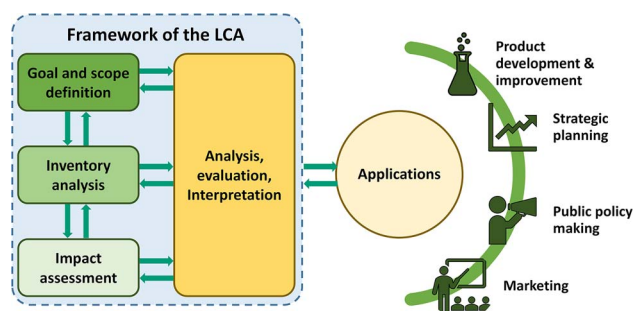 Framework of the LCA
Goal and scope
definition
Inventory
analysis
Impact
assessment
Analysis,
evaluation,
Interpretation
Applications
Product
development &
improvement
Strategic
planning
Public policy
making
Marketing